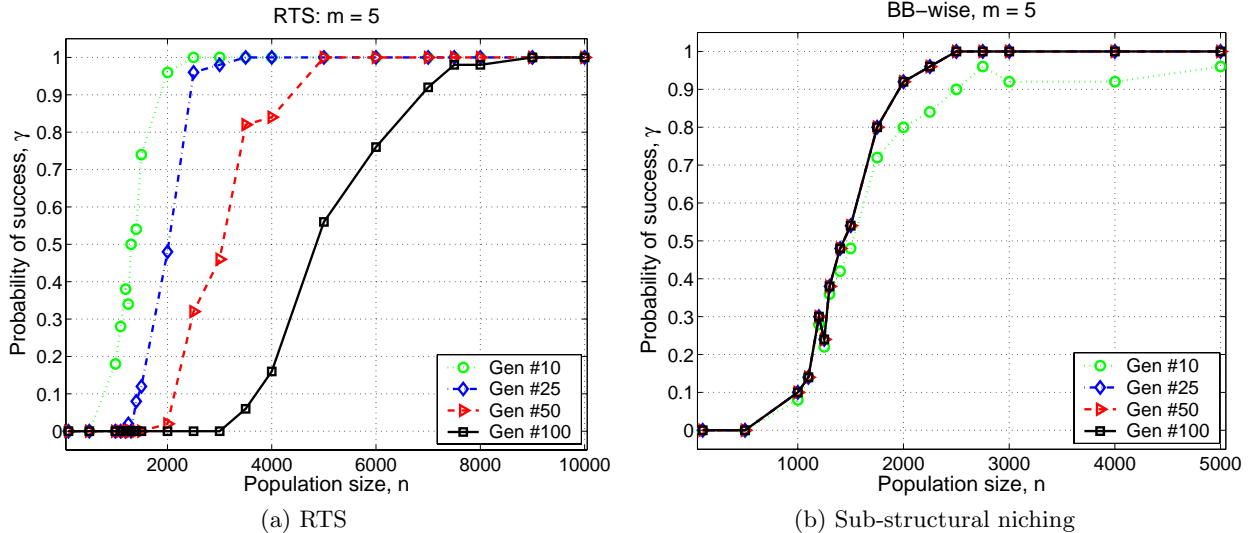 RTS: m = 5
Probability of success, γ
1
0.9
0.8
0.7
0.6
0.5
0.4
0.3
0.2
0.1
0
Gen #10
Gen #25
Gen #50
Gen #100
2000 4000 6000 8000 10000
Population size, n
(a) RTS
BB-wise, m = 5
Probability of success, γ
1
0.9
0.8
0.7
0.6
0.5
0.4
0.3
0.2
0.1
0
Gen #10
Gen #25
Gen #50
Gen #100
1000 2000 3000 4000 5000
Population size, n
(b) Sub-structural niching